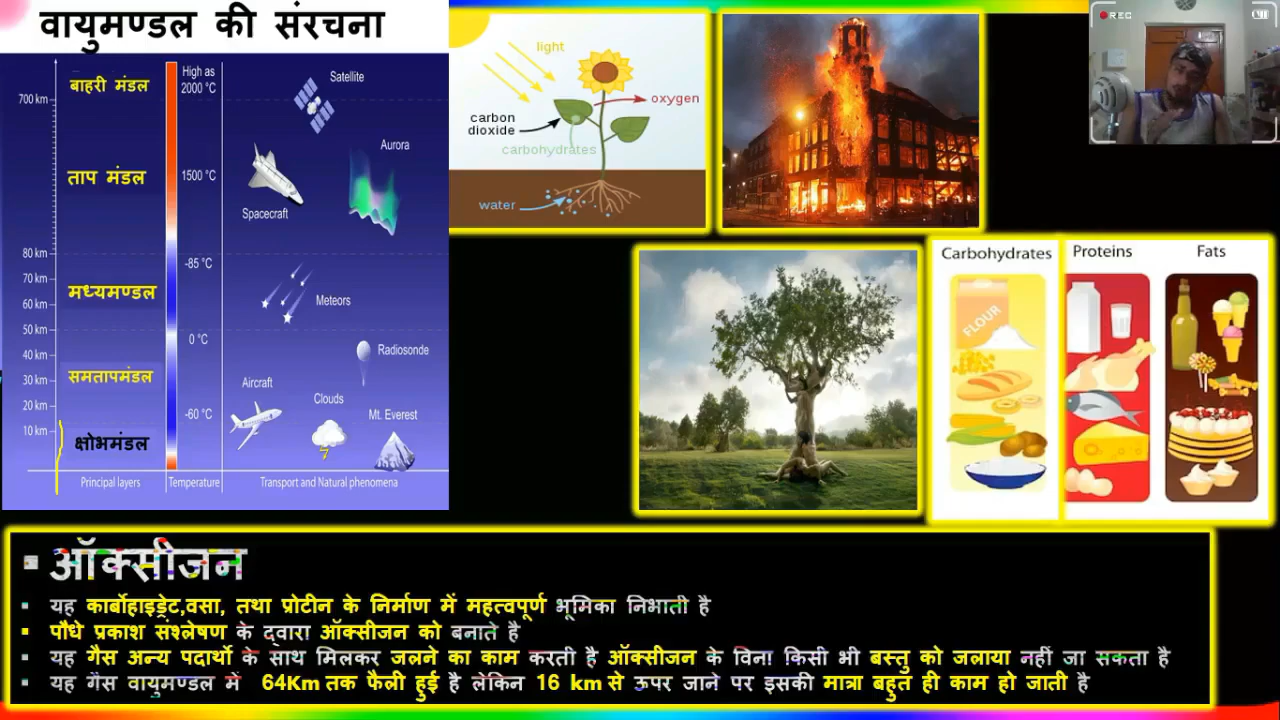 वायुमण्डल की संरचना
बाहरी मंडल
High as
2000 °C
Satellite
700 km
ताप मंडल
1500 °C
Aurora
Spacecraft
80 km
-85 °C
70 km
मध्यमण्डल
60 km
Meteors
50 km
0 °C
40 km
Radiosonde
समतापमंडल
30 km
Aircraft
20 km
-60 °C
Clouds
Mt. Everest
10 km
क्षोभमंडल
Principal layers
Temperature
Transport and Natural phenomena
light
oxygen
carbon
dioxide
carbohydrates
water
REC
Carbohydrates
Proteins
Fats
FLOUR
ऑक्सीजन
यह कार्बोहाइड्रेट,वसा, तथा प्रोटीन के निर्माण में महत्वपूर्ण भूमिका निभाती है
पौधे प्रकाश संश्लेषण के द्वारा ऑक्सीजन को बनाते है
यह गैस अन्य पदार्थो के साथ मिलकर जलने का काम करती है ऑक्सीजन के विना किसी भी बस्तु को जलाया नहीं जा सकता है
यह गैस वायुमण्डल में 64Km तक फैली हुई है लेकिन 16 km से ऊपर जाने पर इसकी मात्रा बहुत ही काम हो जाती है